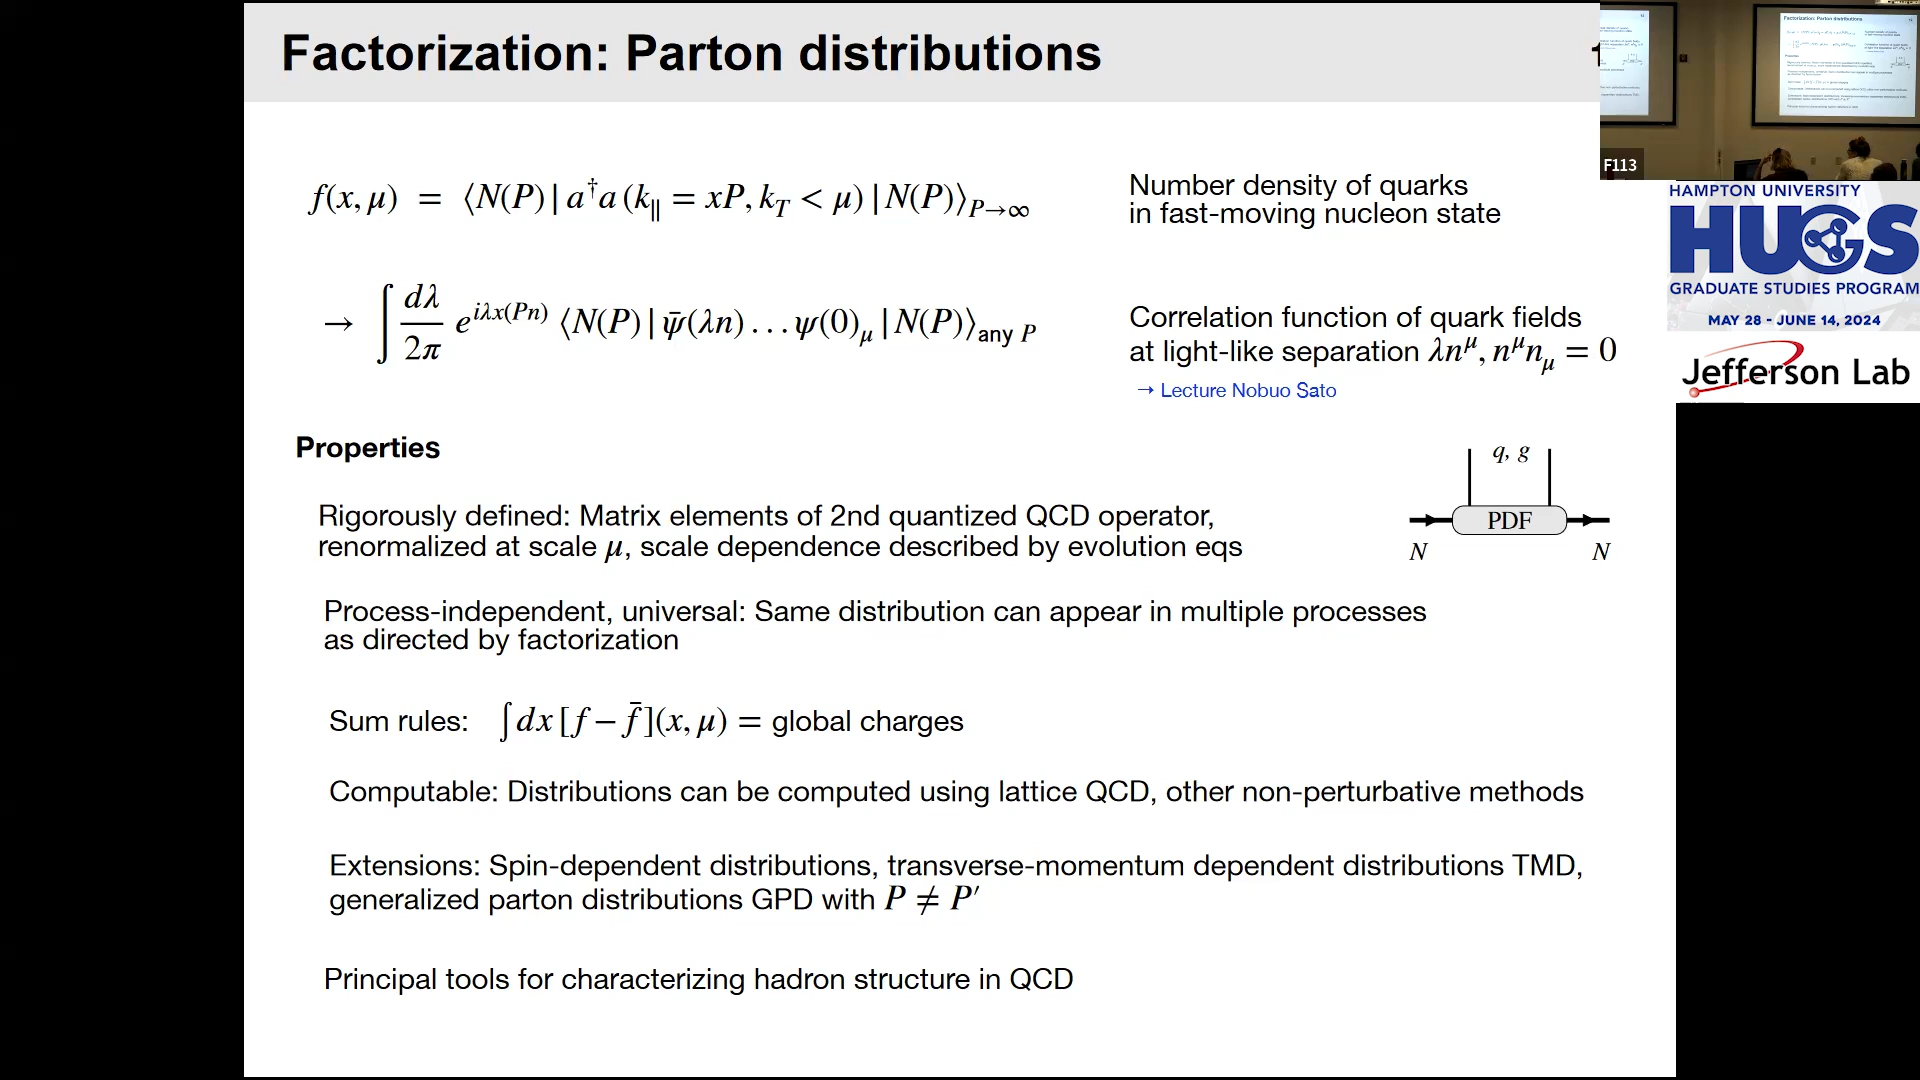 Factorization: Parton distributions
f(x, μ) = ⟨N(P) | a†a (k∥ = xP, k_T < μ) | N(P)⟩_{P→∞}
Number density of quarks
in fast-moving nucleon state
→ ∫ dλ/2π e^{iλx(Pn)} ⟨N(P) | ψ̄(λn) . . . ψ(0)_μ | N(P)⟩_{any P}
Correlation function of quark fields
at light-like separation λn^μ, n^μn_μ = 0
→ Lecture Nobuo Sato
Properties
q, g
PDF
N N
Rigorously defined: Matrix elements of 2nd quantized QCD operator,
renormalized at scale μ, scale dependence described by evolution eqs
Process-independent, universal: Same distribution can appear in multiple processes
as directed by factorization
Sum rules: ∫dx [f − f̄](x, μ) = global charges
Computable: Distributions can be computed using lattice QCD, other non-perturbative methods
Extensions: Spin-dependent distributions, transverse-momentum dependent distributions TMD,
generalized parton distributions GPD with P ≠ P′
Principal tools for characterizing hadron structure in QCD
Factorization: Parton distributions
F113
HAMPTON UNIVERSITY
HUGS
GRADUATE STUDIES PROGRAM
MAY 28 - JUNE 14, 2024
Jefferson Lab